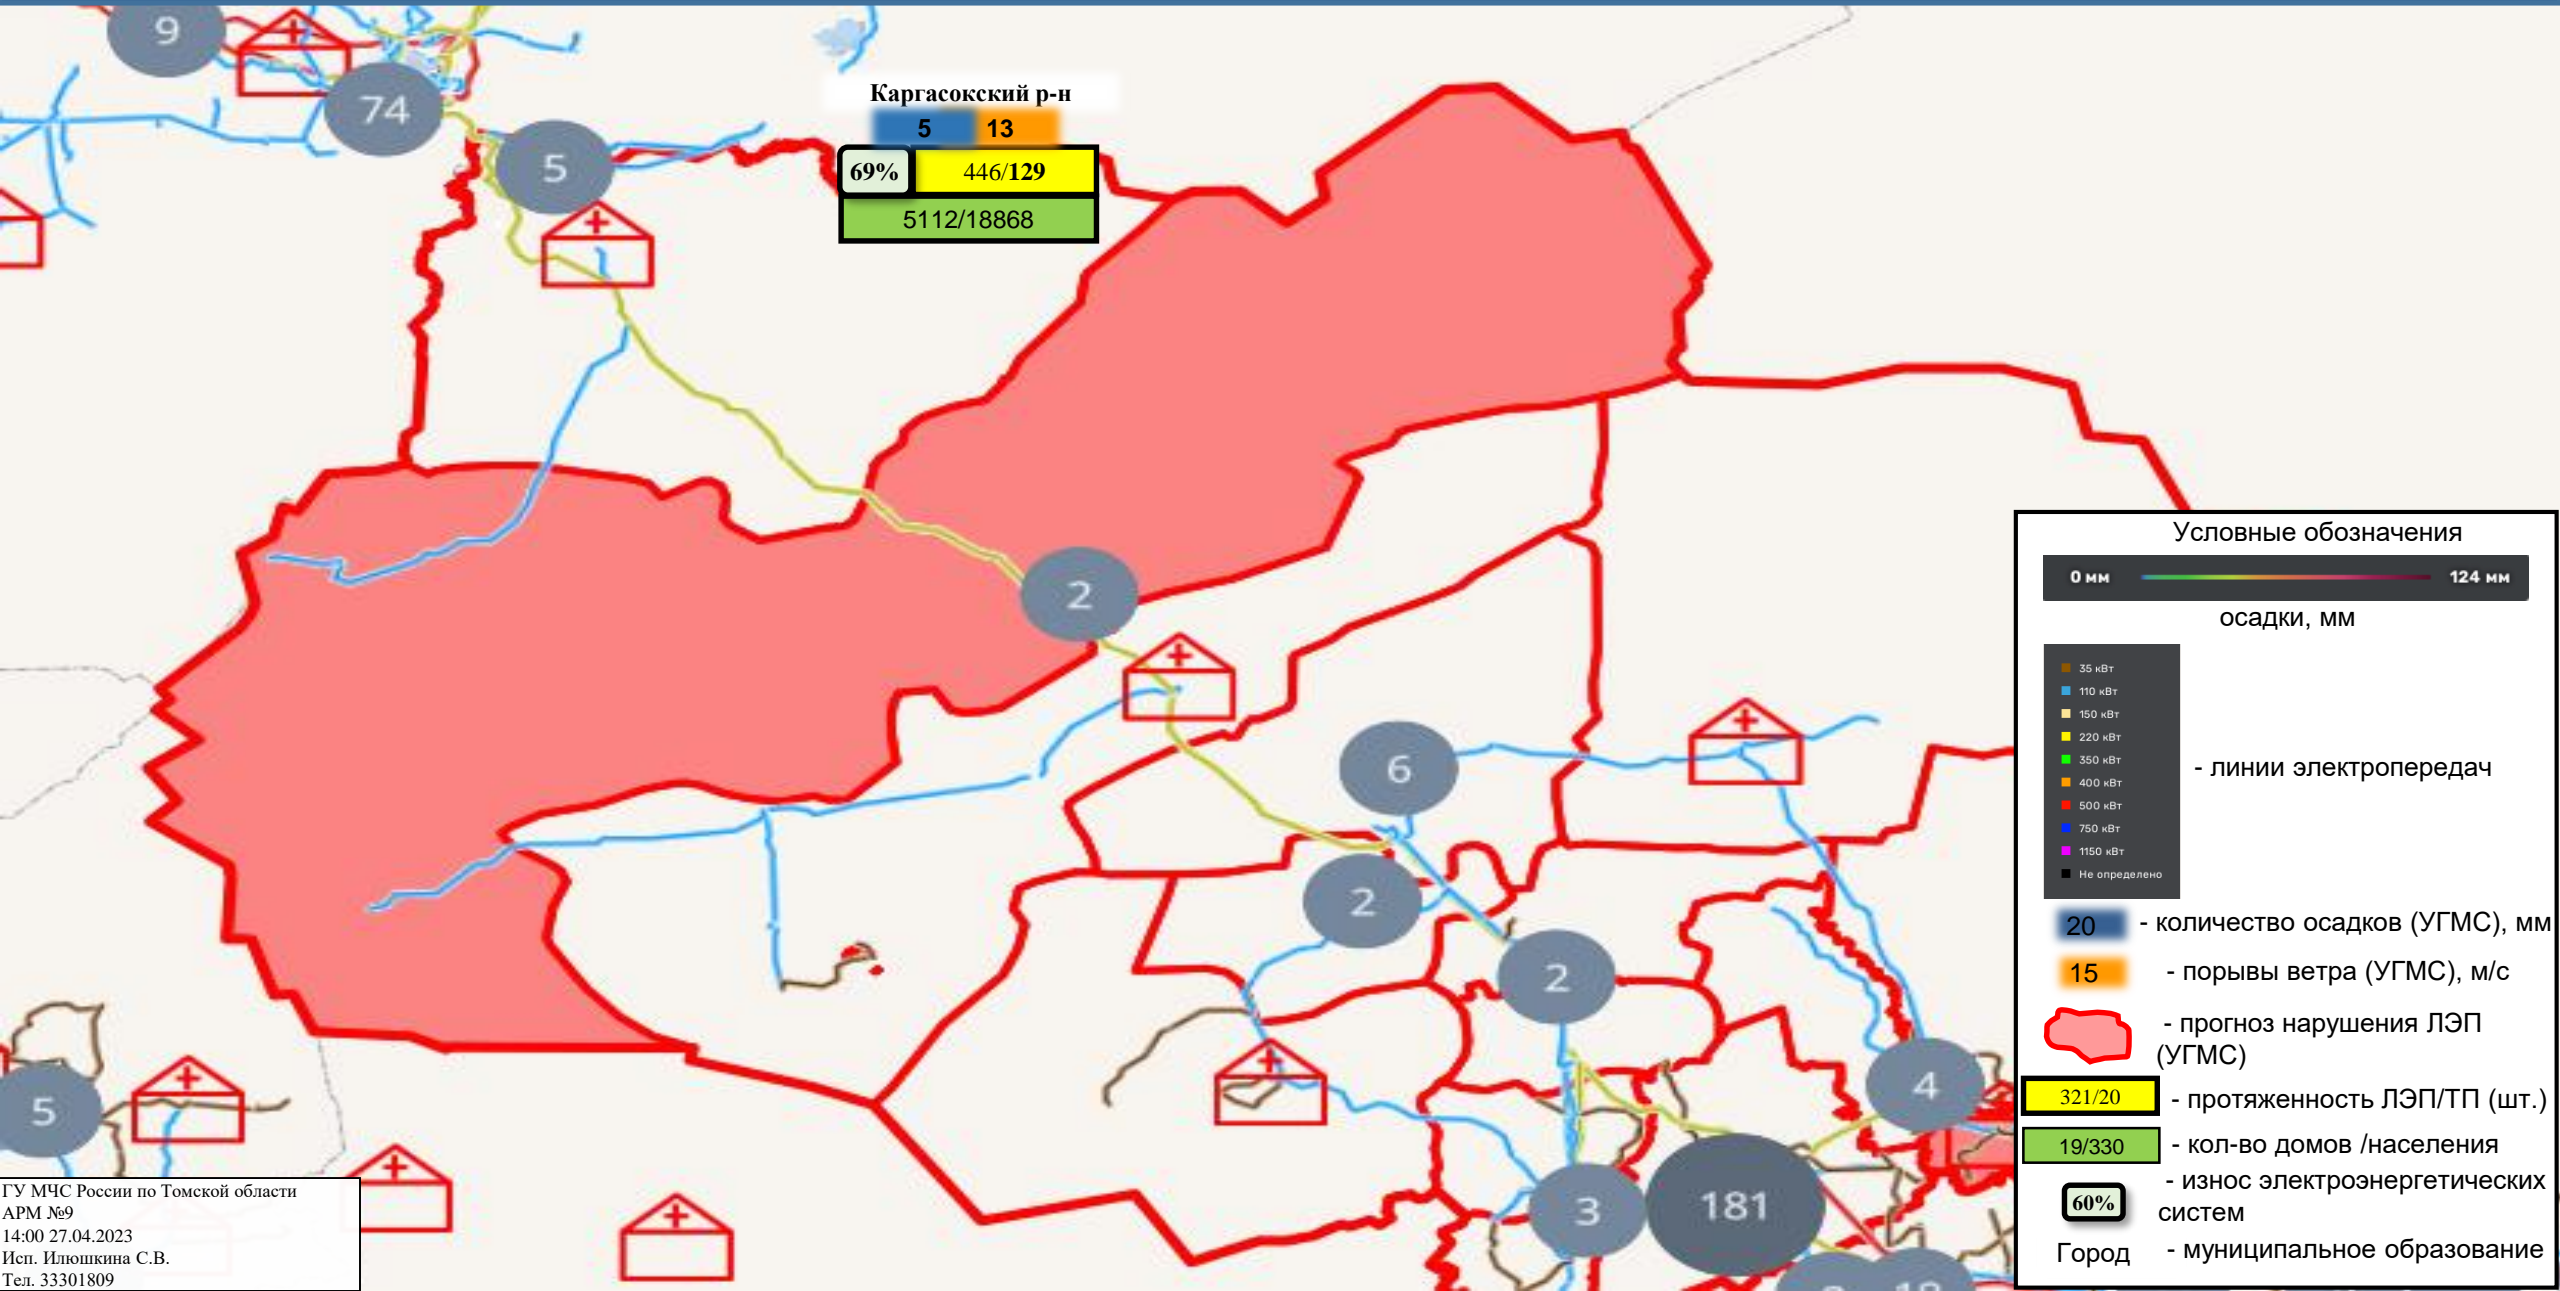 9
74
5
Каргасокский р-н
5 13
69% 446/129
5112/18868
2
6
2
2
4
5
3
181
Условные обозначения
0 мм 124 мм
осадки, мм
35 кВт
110 кВт
150 кВт
220 кВт
350 кВт
400 кВт
500 кВт
750 кВт
1150 кВт
Не определено
- линии электропередач
20 - количество осадков (УГМС), мм
15 - порывы ветра (УГМС), м/с
- прогноз нарушения ЛЭП
(УГМС)
321/20 - протяженность ЛЭП/ТП (шт.)
19/330 - кол-во домов /населения
60% - износ электроэнергетических
систем
Город - муниципальное образование
ГУ МЧС России по Томской области
АРМ №9
14:00 27.04.2023
Исп. Илюшкина С.В.
Тел. 33301809